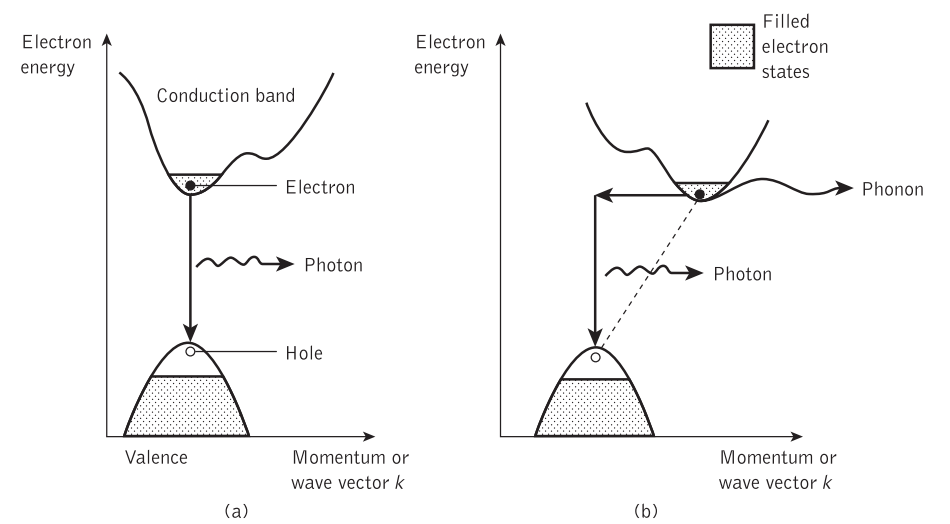 Electron
energy
Conduction band
Electron
Photon
Hole
Valence
Momentum or
wave vector k
(a)
Electron
energy
Filled
electron
states
Phonon
Photon
Momentum or
wave vector k
(b)